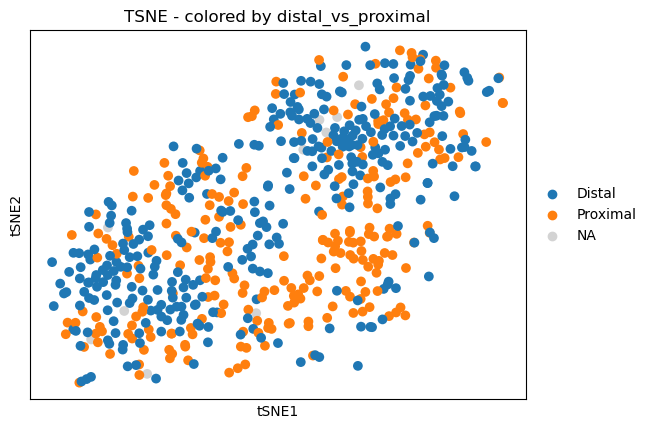 TSNE - colored by distal_vs_proximal
tSNE2
Distal
Proximal
NA
tSNE1